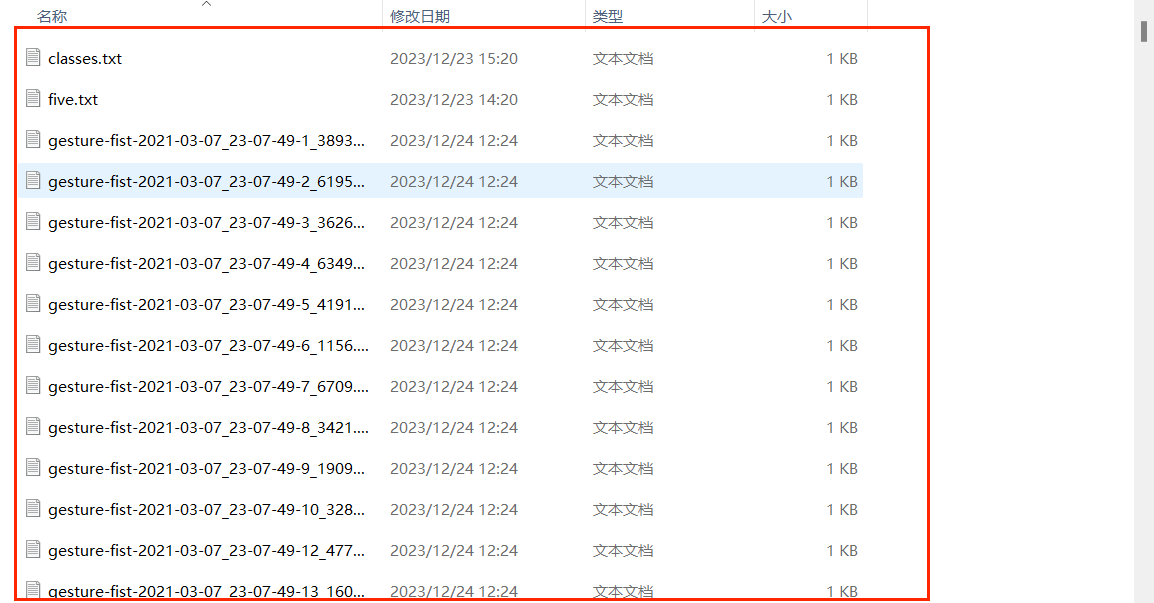 名称 修改日期 类型 大小
classes.txt 2023/12/23 15:20 文本文档 1 KB
five.txt 2023/12/23 14:20 文本文档 1 KB
gesture-fist-2021-03-07_23-07-49-1_3893... 2023/12/24 12:24 文本文档 1 KB
gesture-fist-2021-03-07_23-07-49-2_6195... 2023/12/24 12:24 文本文档 1 KB
gesture-fist-2021-03-07_23-07-49-3_3626... 2023/12/24 12:24 文本文档 1 KB
gesture-fist-2021-03-07_23-07-49-4_6349... 2023/12/24 12:24 文本文档 1 KB
gesture-fist-2021-03-07_23-07-49-5_4191... 2023/12/24 12:24 文本文档 1 KB
gesture-fist-2021-03-07_23-07-49-6_1156.... 2023/12/24 12:24 文本文档 1 KB
gesture-fist-2021-03-07_23-07-49-7_6709.... 2023/12/24 12:24 文本文档 1 KB
gesture-fist-2021-03-07_23-07-49-8_3421.... 2023/12/24 12:24 文本文档 1 KB
gesture-fist-2021-03-07_23-07-49-9_1909... 2023/12/24 12:24 文本文档 1 KB
gesture-fist-2021-03-07_23-07-49-10_328... 2023/12/24 12:24 文本文档 1 KB
gesture-fist-2021-03-07_23-07-49-12_477... 2023/12/24 12:24 文本文档 1 KB
gesture-fist-2021-03-07_23-07-49-13_160... 2023/12/24 12:24 文本文档 1 KB